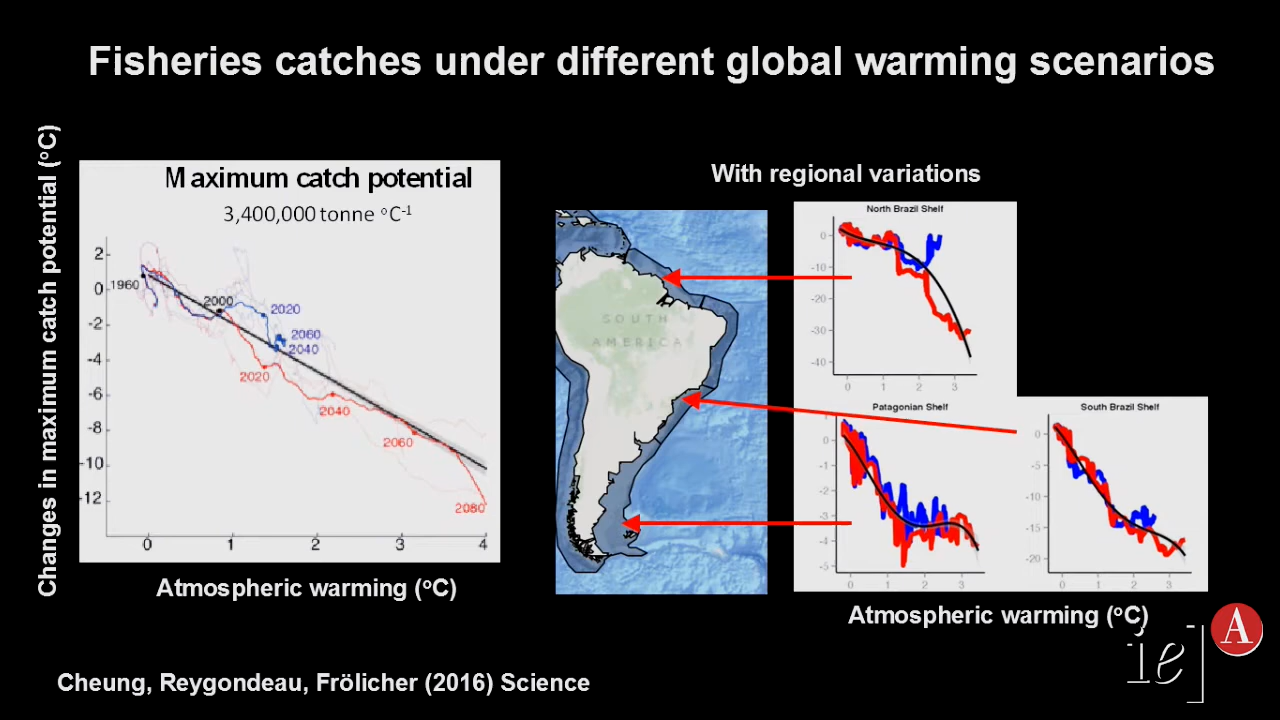 Fisheries catches under different global warming scenarios
Changes in maximum catch potential (°C)
Maximum catch potential
3,400,000 tonne °C-1
2
0
-2
-4
-6
-8
-10
-12
1960
2000
2020
2060
2040
2020
2040
2060
2080
0 1 2 3 4
Atmospheric warming (°C)
With regional variations
SOUTH
AMERICA
North Brazil Shelf
0
-10
-20
-30
-40
0 1 2 3
Patagonian Shelf
1
0
-1
-2
-3
-4
-5
0 1 2 3
South Brazil Shelf
0
-5
-10
-15
-20
0 1 2 3
Atmospheric warming (°C)
A
Cheung, Reygondeau, Frölicher (2016) Science